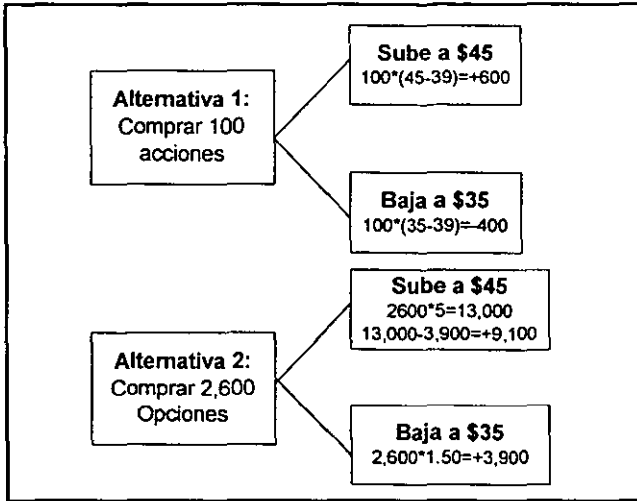 Sube a $45
100*(45-39)=+600
Alternativa 1:
Comprar 100
acciones
Baja a $35
100*(35-39)=-400
Sube a $45
2600*5=13,000
13,000-3,900=+9,100
Alternativa 2:
Comprar 2,600
Opciones
Baja a $35
2,600*1.50=+3,900